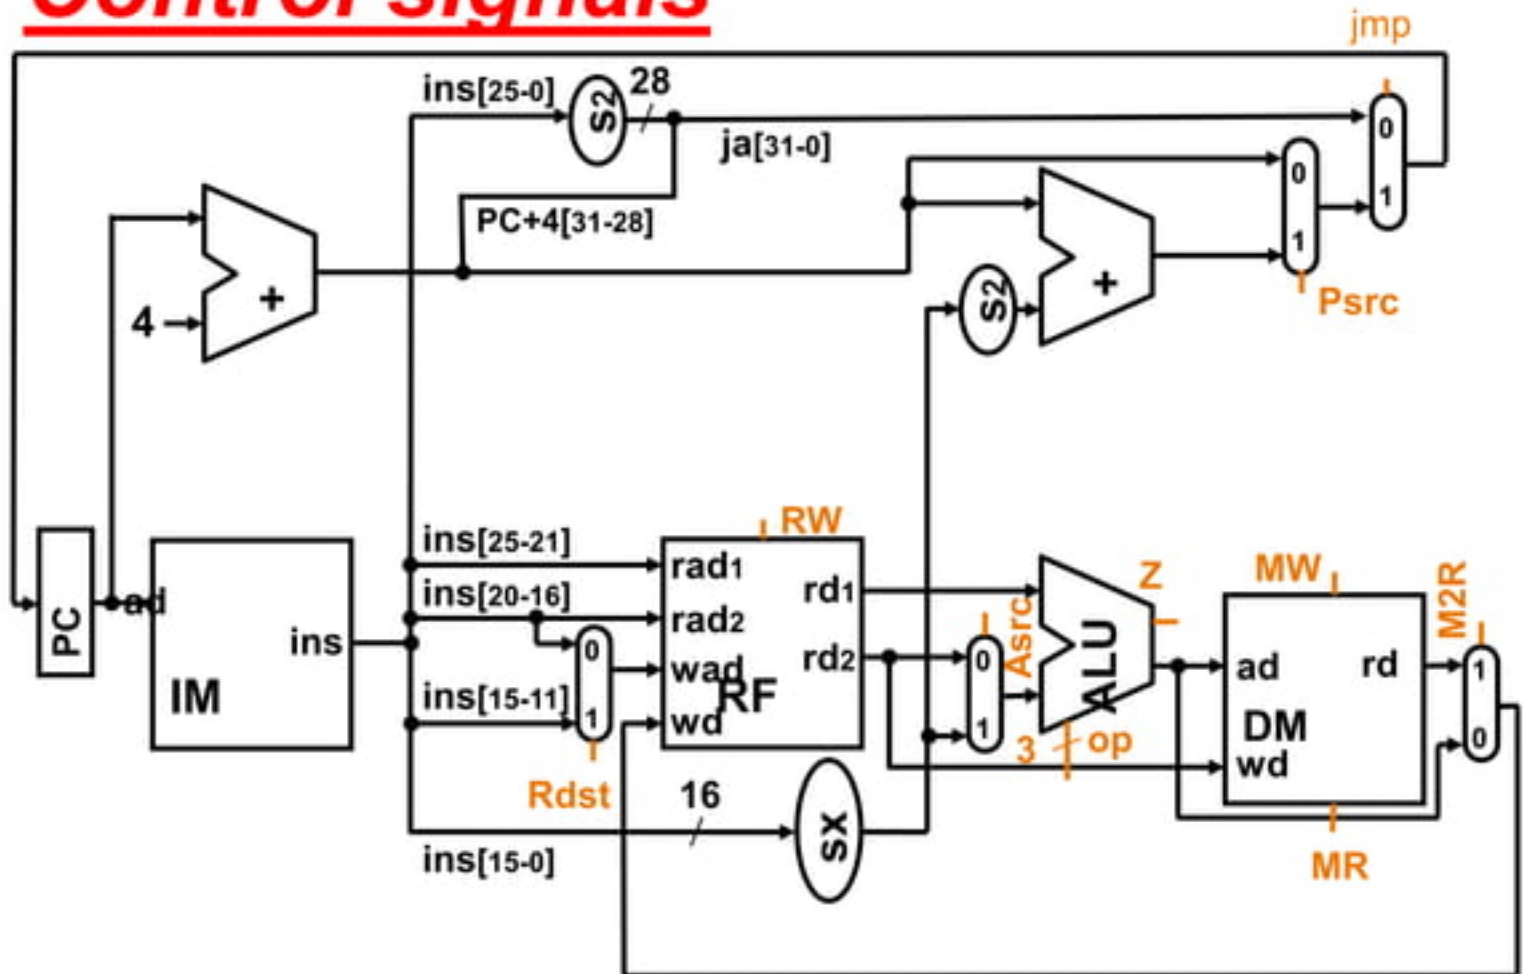 Control signals
jmp
ins[25-0]
s2
28
ja[31-0]
0
1
PC+4[31-28]
0
1
Psrc
+
4
+
s2
RW
ins[25-21]
rad1
ins[20-16]
rad2
rd1
rd2
wad
wd
RF
0
1
ins[15-11]
Rdst
PC
ad
ins
IM
Asrc
0
1
ALU
Z
3
op
MW
M2R
ad
rd
DM
wd
1
0
MR
16
sx
ins[15-0]